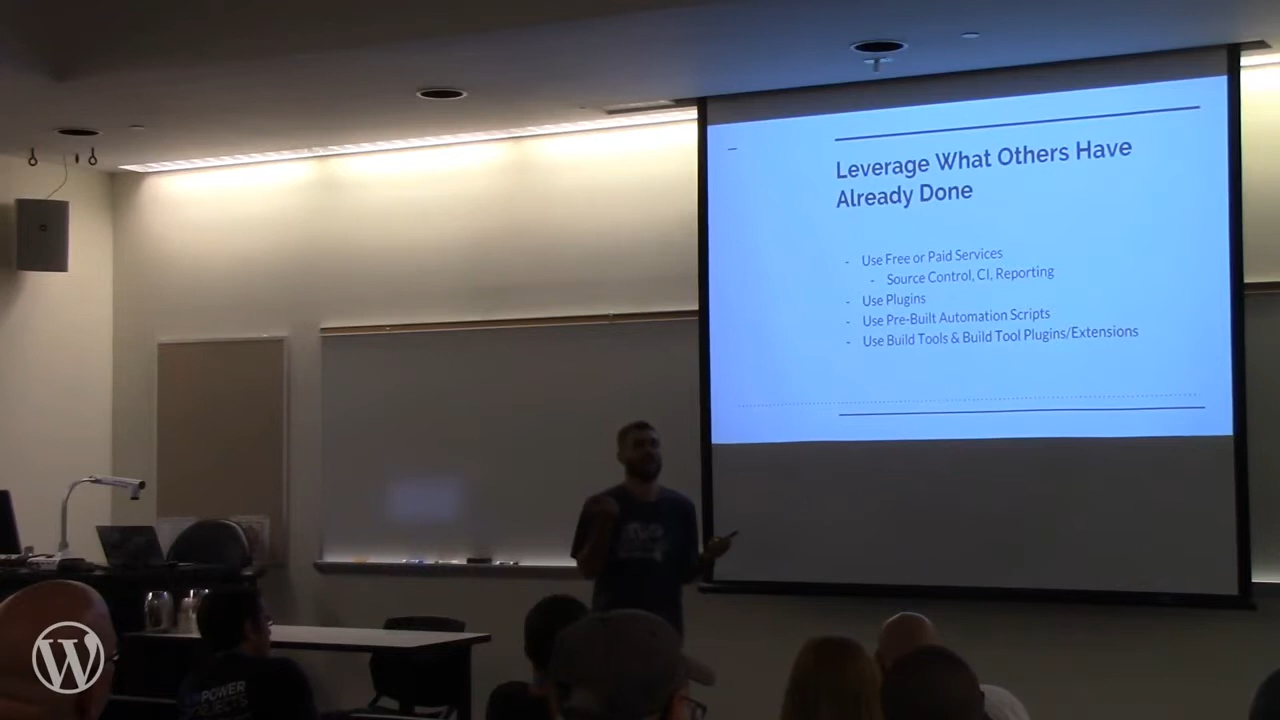 Leverage What Others Have
Already Done
- Use Free or Paid Services
- Source Control, CI, Reporting
- Use Plugins
- Use Pre-Built Automation Scripts
- Use Build Tools & Build Tool Plugins/Extensions
POWER
W